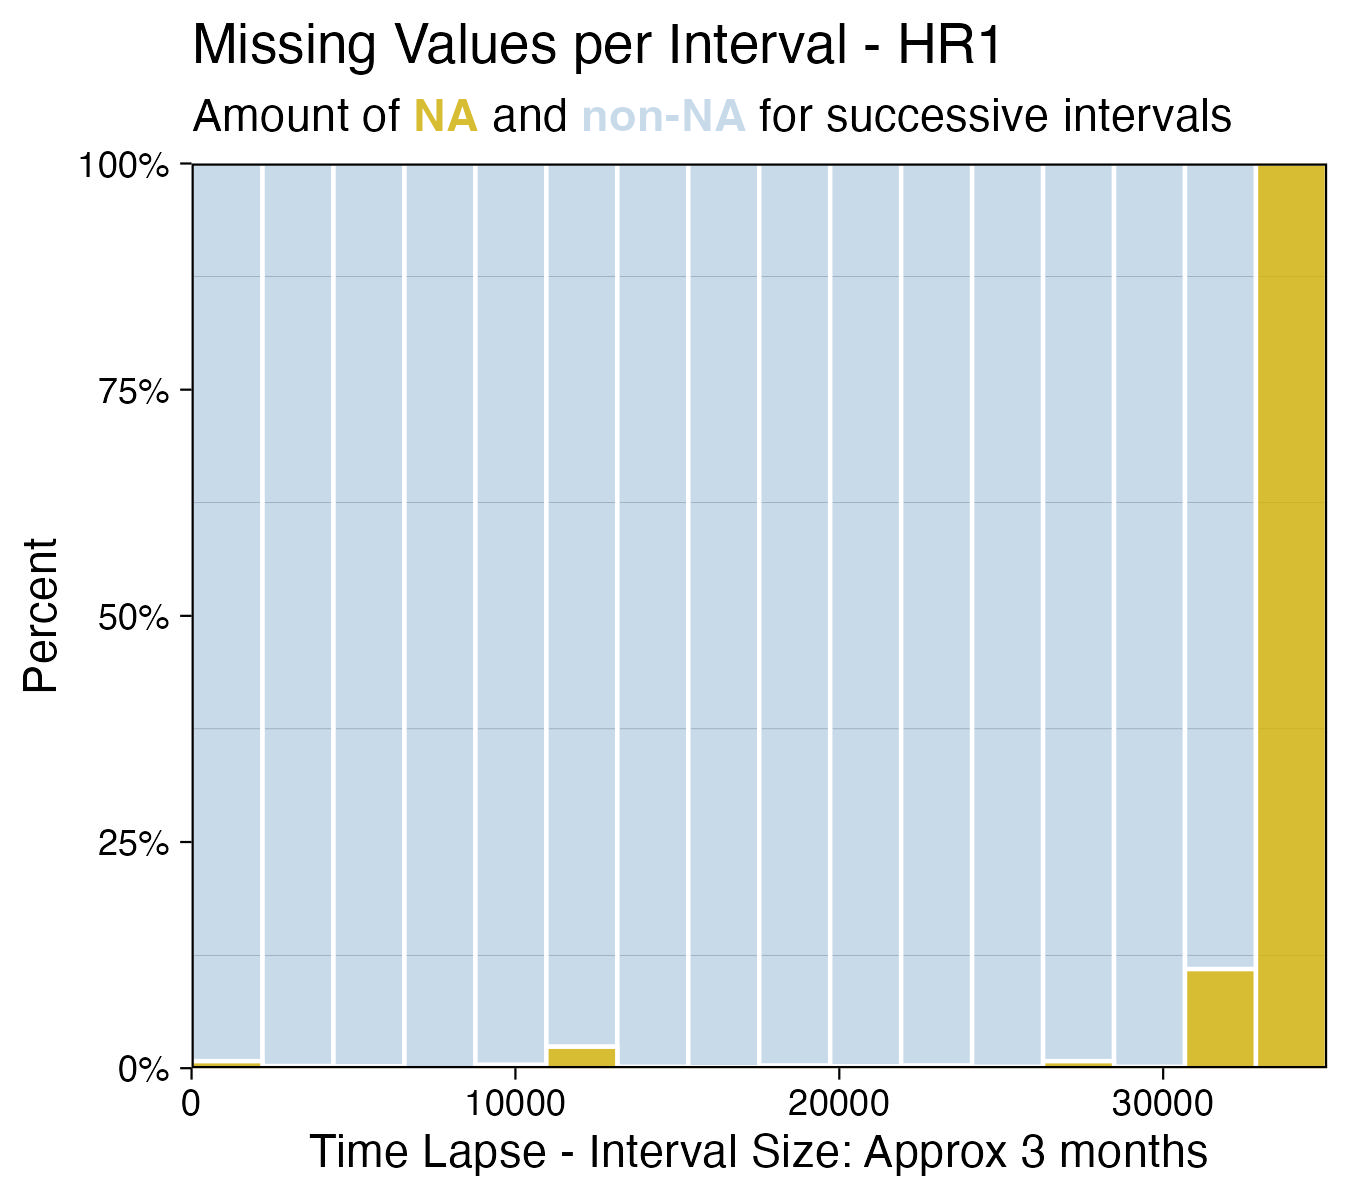 Missing Values per Interval - HR1
Amount of NA and non-NA for successive intervals
100%
75%
50%
25%
0%
Percent
0 10000 20000 30000
Time Lapse - Interval Size: Approx 3 months